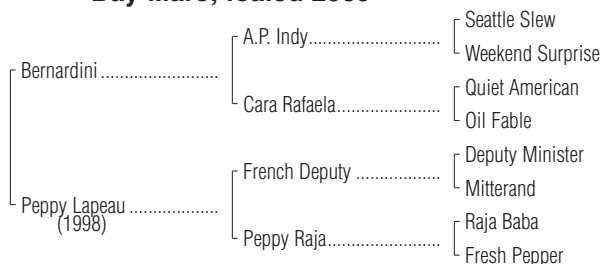 Bay Mare, foaled
Seattle Slew
A.P. Indy
Weekend Surprise
Bernardini
Quiet American
Cara Rafaela
Oil Fable
Deputy Minister
French Deputy
Mitterand
Peppy Lapeau
(1998)
Raja Baba
Peppy Raja
Fresh Pepper